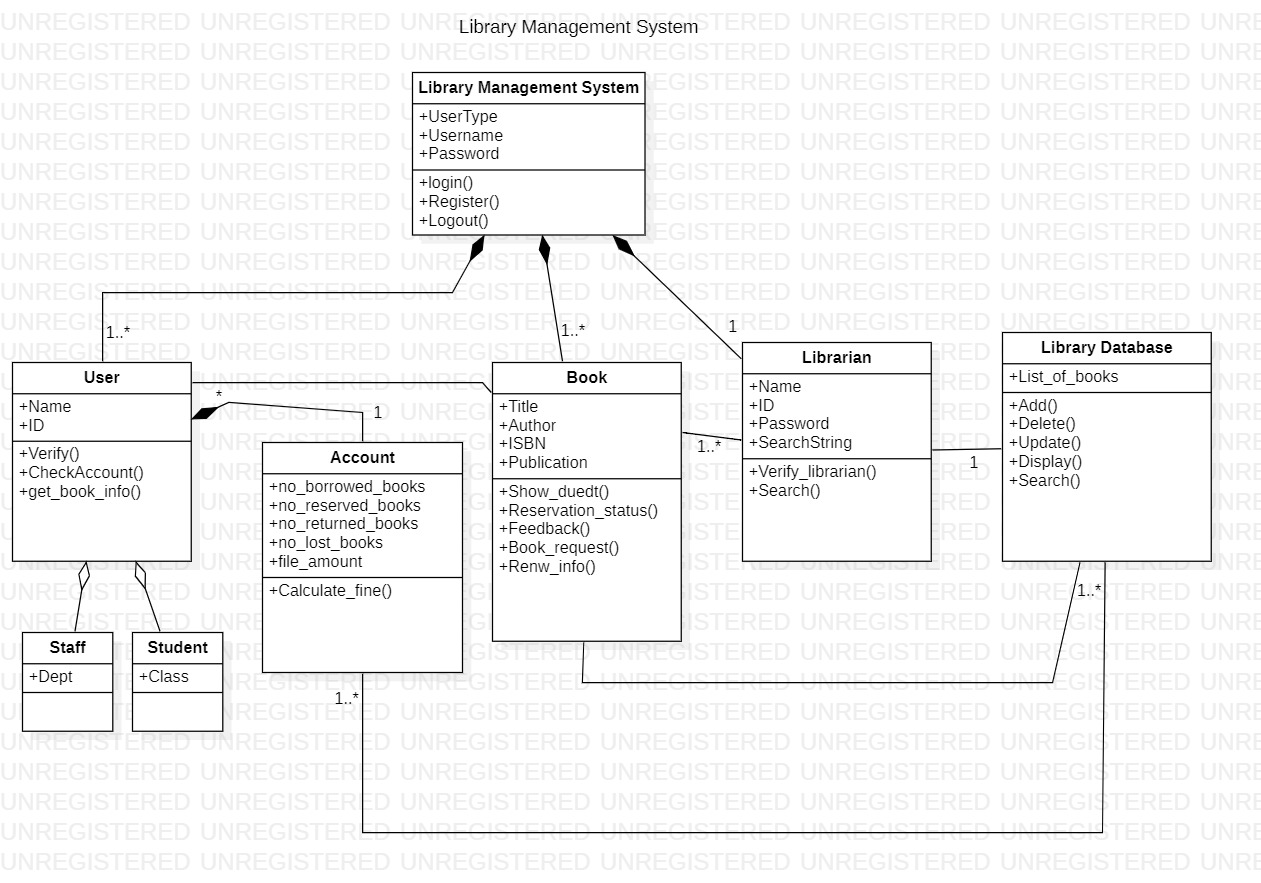 Library Management System
Library Management System
+UserType
+Username
+Password
+login()
+Register()
+Logout()
1..*
1..*
1
User
+Name
+ID
+Verify()
+CheckAccount()
+get_book_info()
*
1
Account
+no_borrowed_books
+no_reserved_books
+no_returned_books
+no_lost_books
+file_amount
+Calculate_fine()
1..*
Book
+Title
+Author
+ISBN
+Publication
+Show_duedt()
+Reservation_status()
+Feedback()
+Book_request()
+Renw_info()
1..*
Librarian
+Name
+ID
+Password
+SearchString
+Verify_librarian()
+Search()
1
Library Database
+List_of_books
+Add()
+Delete()
+Update()
+Display()
+Search()
1..*
Staff
+Dept
Student
+Class
UNREGISTERED